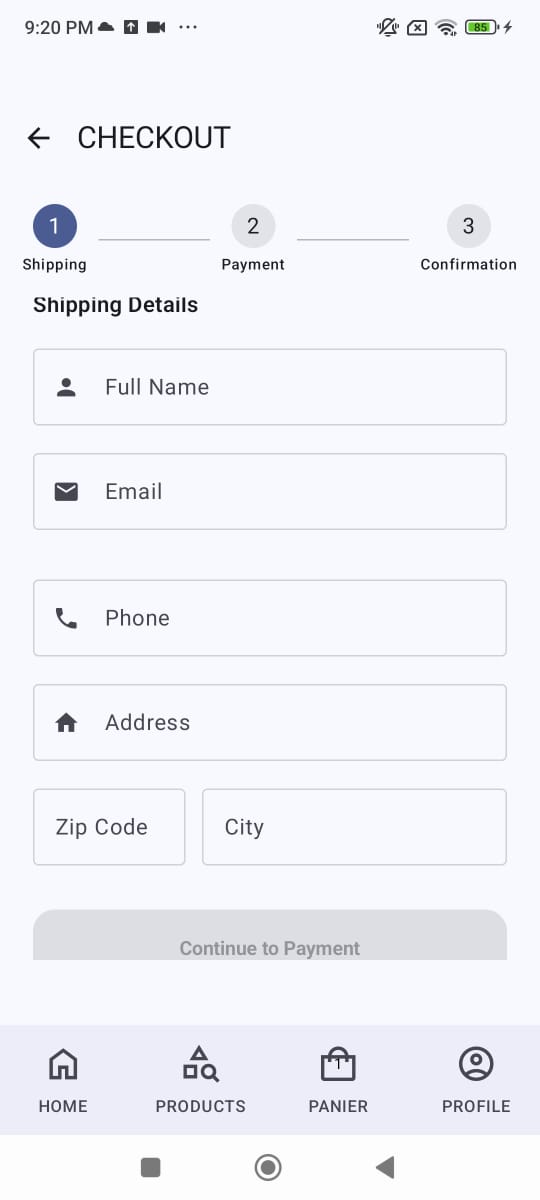 9:20 PM
85
CHECKOUT
1 2 3
Shipping Payment Confirmation
Shipping Details
Full Name
Email
Phone
Address
Zip Code City
Continue to Payment
1
HOME PRODUCTS PANIER PROFILE